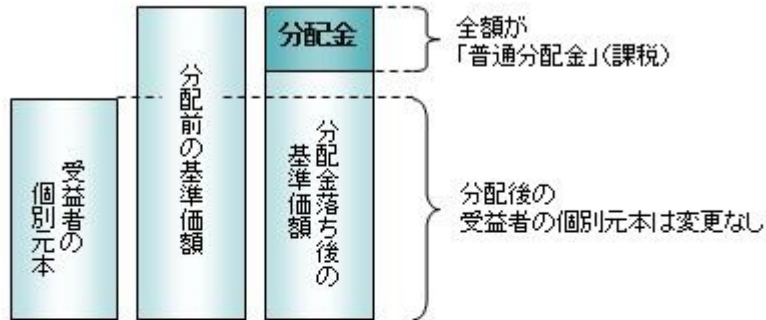 受益者の
個別元本
分配前の基準価額
分配金
分配金落ち後の
基準価額
全額が
「普通分配金」(課税)
分配後の
受益者の個別元本は変更なし